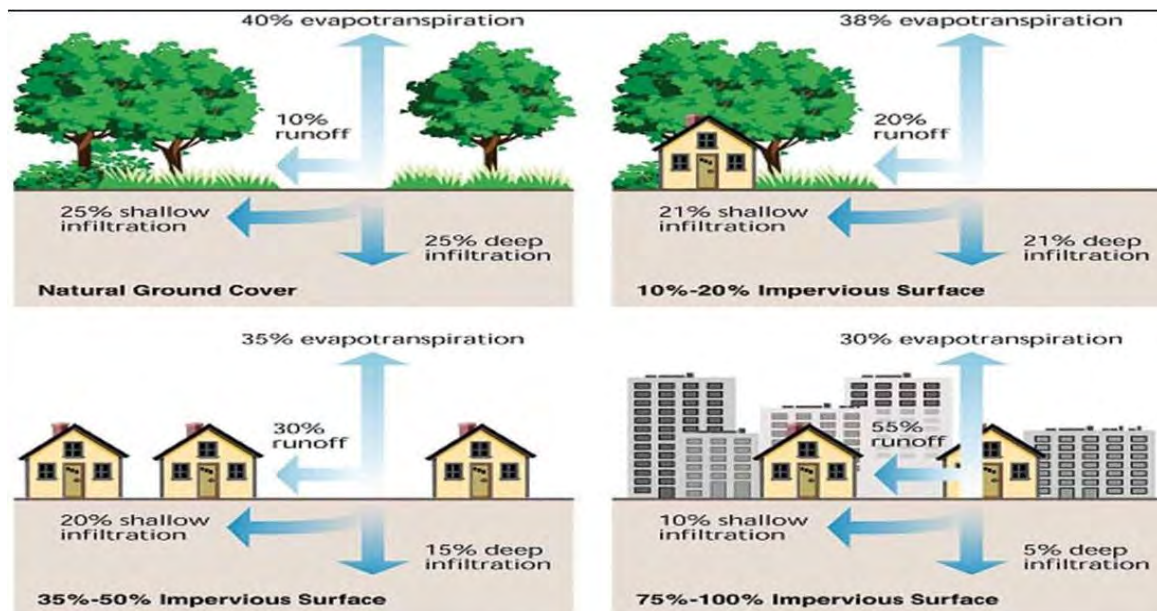 40% evapotranspiration
10%
runoff
25% shallow
infiltration
25% deep
infiltration
Natural Ground Cover
38% evapotranspiration
20%
runoff
21% shallow
infiltration
21% deep
infiltration
10%-20% Impervious Surface
35% evapotranspiration
30%
runoff
20% shallow
infiltration
15% deep
infiltration
35%-50% Impervious Surface
30% evapotranspiration
55%
runoff
10% shallow
infiltration
5% deep
infiltration
75%-100% Impervious Surface